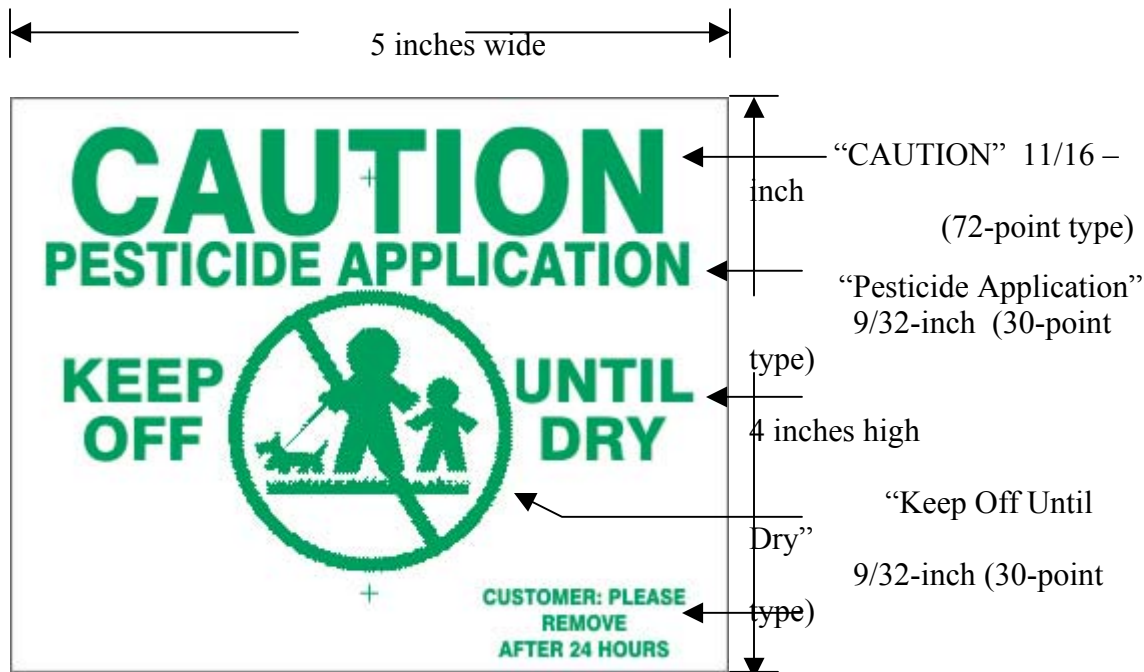 5 inches wide
CAUTION
PESTICIDE APPLICATION
KEEP
OFF
UNTIL
DRY
CUSTOMER: PLEASE
REMOVE
AFTER 24 HOURS
“CAUTION” 11/16 –
inch
(72-point type)
“Pesticide Application”
9/32-inch (30-point
type)
4 inches high
“Keep Off Until
Dry”
9/32-inch (30-point
type)